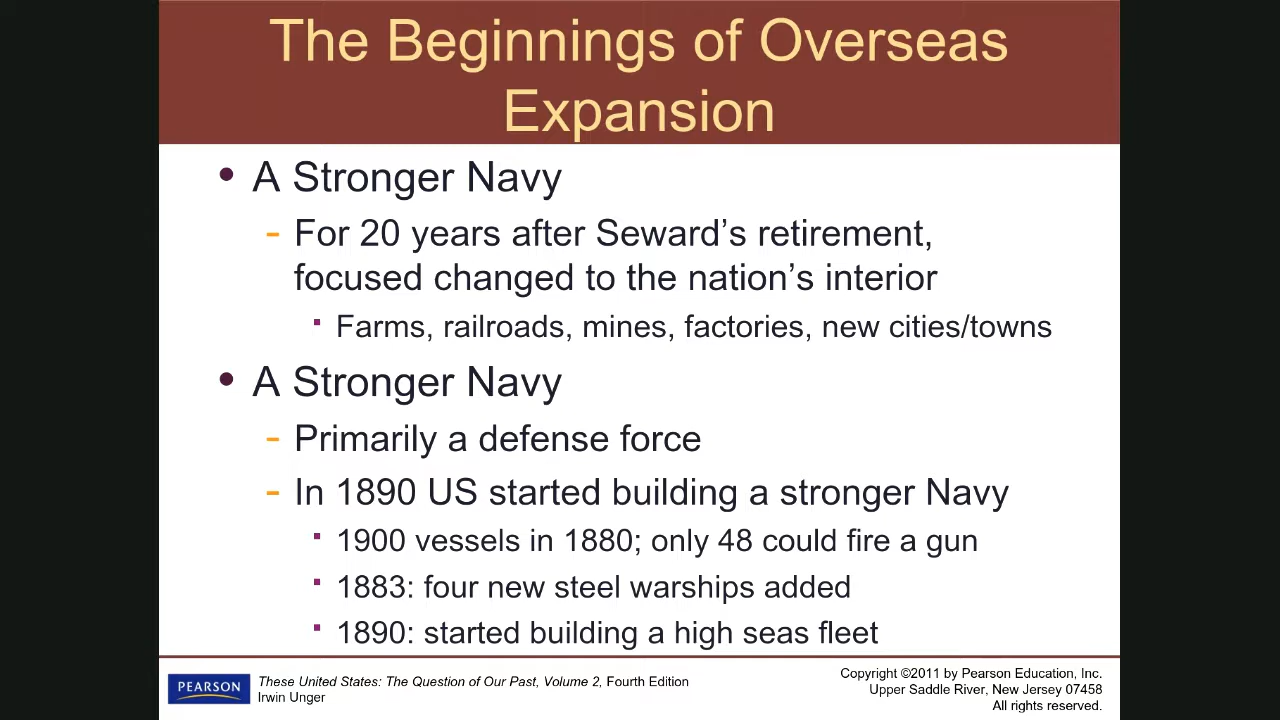 The Beginnings of Overseas
Expansion
• A Stronger Navy
- For 20 years after Seward's retirement,
focused changed to the nation's interior
▪ Farms, railroads, mines, factories, new cities/towns
• A Stronger Navy
- Primarily a defense force
- In 1890 US started building a stronger Navy
▪ 1900 vessels in 1880; only 48 could fire a gun
▪ 1883: four new steel warships added
▪ 1890: started building a high seas fleet
PEARSON
These United States: The Question of Our Past, Volume 2, Fourth Edition
Irwin Unger
Copyright ©2011 by Pearson Education, Inc.
Upper Saddle River, New Jersey 07458
All rights reserved.